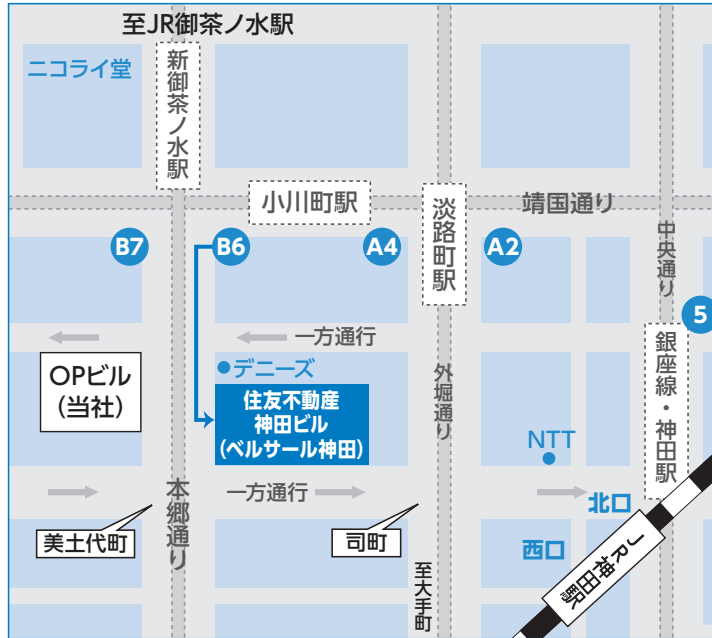 至JR御茶ノ水駅
ニコライ堂
新御茶ノ水駅
小川町駅
淡路町駅
靖国通り
中央通り
B7
B6
A4
A2
5
一方通行
OPビル
(当社)
デニーズ
住友不動産
神田ビル
(ベルサール神田)
外堀通り
銀座線・神田駅
NTT
本郷通り
一方通行
北口
美土代町
司町
西口
JR神田駅
至大手町